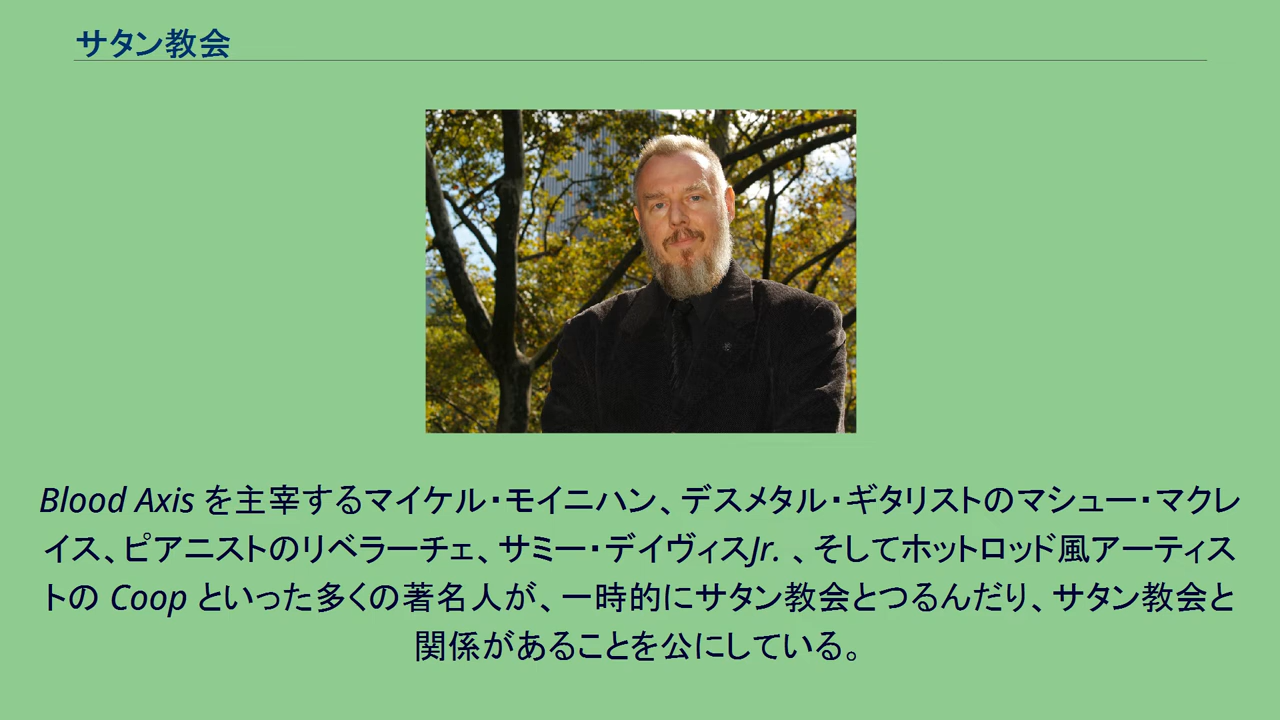 サタン教会
Blood Axis を主宰するマイケル・モイニハン、デスメタル・ギタリストのマシュー・マクレ
イス、ピアニストのリベラーチェ、サミー・デイヴィスJr. 、そしてホットロッド風アーティス
トの Coop といった多くの著名人が、一時的にサタン教会とつるんだり、サタン教会と
関係があることを公にしている。